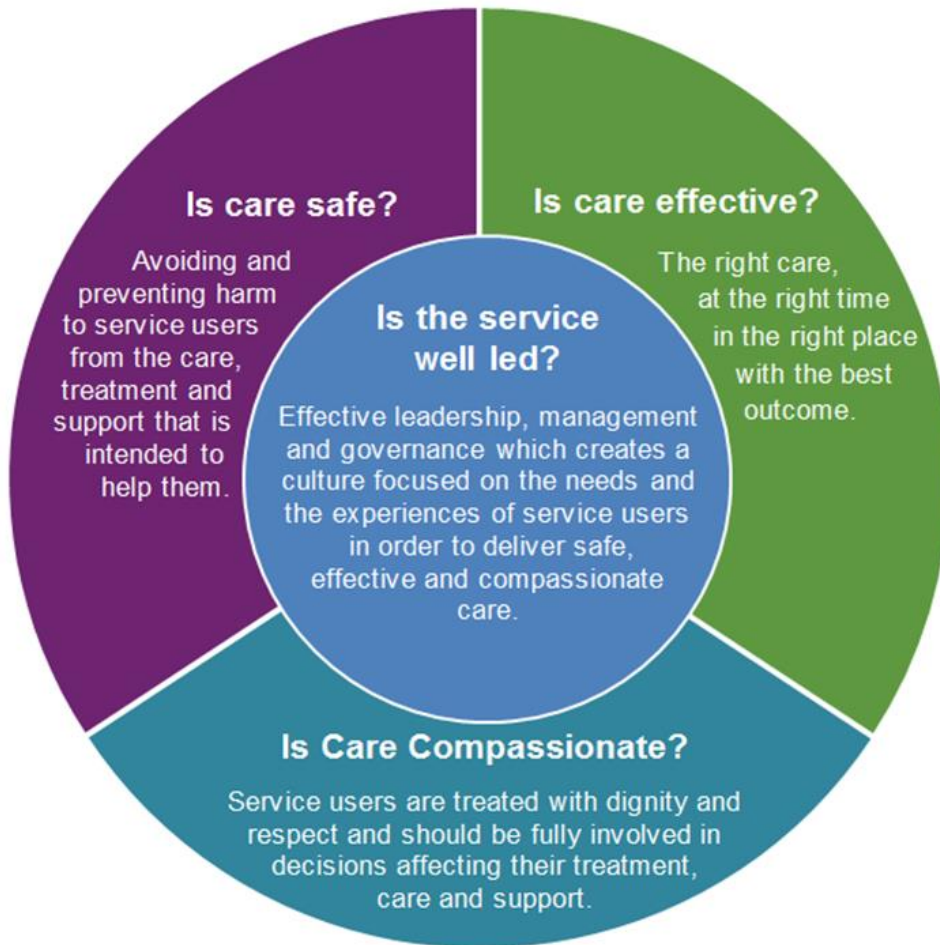 Is care safe?
Avoiding and
preventing harm
to service users
from the care,
treatment and
support that is
intended to
help them.
Is care effective?
The right care,
at the right time
in the right place
with the best
outcome.
Is the service
well led?
Effective leadership, management
and governance which creates a
culture focused on the needs and
the experiences of service users
in order to deliver safe,
effective and compassionate
care.
Is Care Compassionate?
Service users are treated with dignity and
respect and should be fully involved in
decisions affecting their treatment,
care and support.